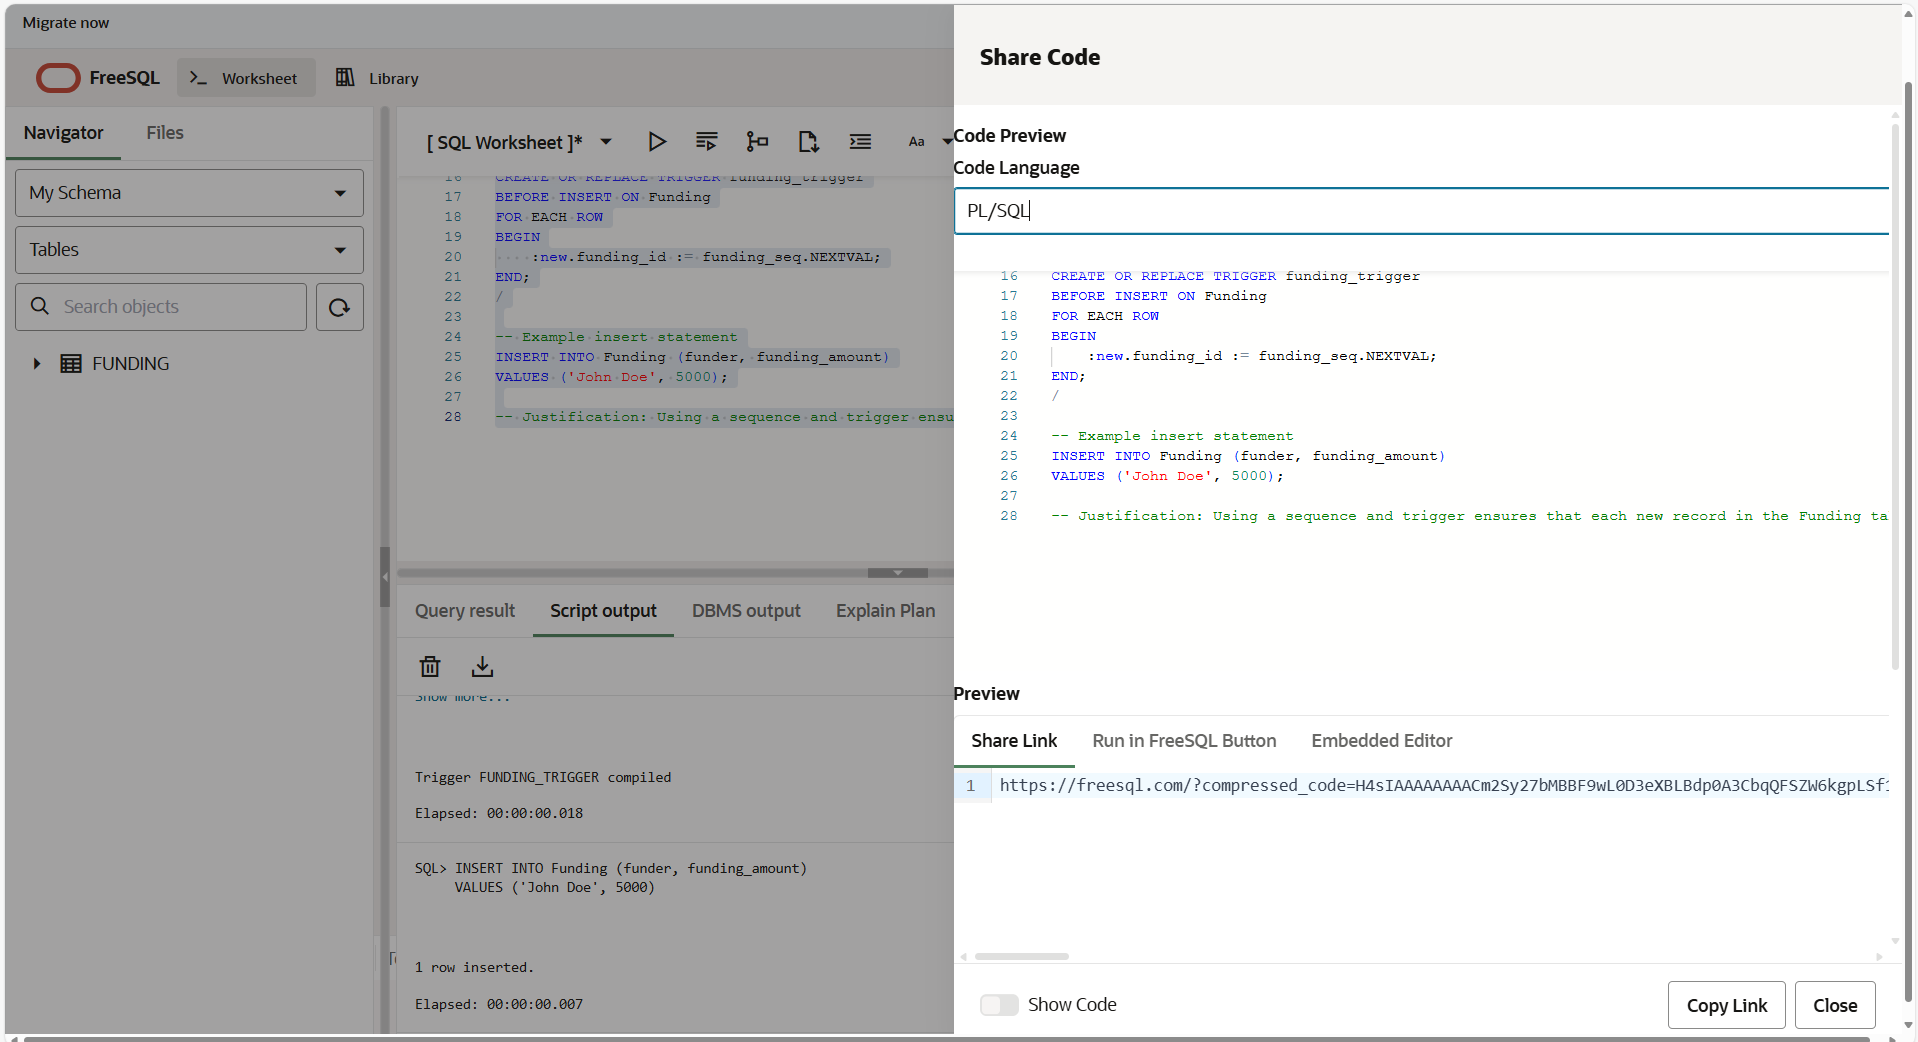 Migrate now
FreeSQL
Worksheet
Library
Navigator
Files
My Schema
Tables
Search objects
FUNDING
[ SQL Worksheet ]*
Aa
16 CREATE OR REPLACE TRIGGER funding_trigger
17 BEFORE INSERT ON Funding
18 FOR EACH ROW
19 BEGIN
20 :new.funding_id := funding_seq.NEXTVAL;
21 END;
22 /
23
24 -- Example insert statement
25 INSERT INTO Funding (funder, funding_amount)
26 VALUES ('John Doe', 5000);
27
28 -- Justification: Using a sequence and trigger ensu
Query result
Script output
DBMS output
Explain Plan
Show more...
Trigger FUNDING_TRIGGER compiled
Elapsed: 00:00:00.018
SQL> INSERT INTO Funding (funder, funding_amount)
VALUES ('John Doe', 5000)
1 row inserted.
Elapsed: 00:00:00.007
Share Code
Code Preview
Code Language
PL/SQL
16 CREATE OR REPLACE TRIGGER funding_trigger
17 BEFORE INSERT ON Funding
18 FOR EACH ROW
19 BEGIN
20 :new.funding_id := funding_seq.NEXTVAL;
21 END;
22 /
23
24 -- Example insert statement
25 INSERT INTO Funding (funder, funding_amount)
26 VALUES ('John Doe', 5000);
27
28 -- Justification: Using a sequence and trigger ensures that each new record in the Funding ta
Preview
Share Link
Run in FreeSQL Button
Embedded Editor
1 https://freesql.com/?compressed_code=H4sIAAAAAAAACm2Sy27bMBBF9wL0D3eXBLBdp0A3CbqQFSZW6kgpLSf1
Show Code
Copy Link
Close